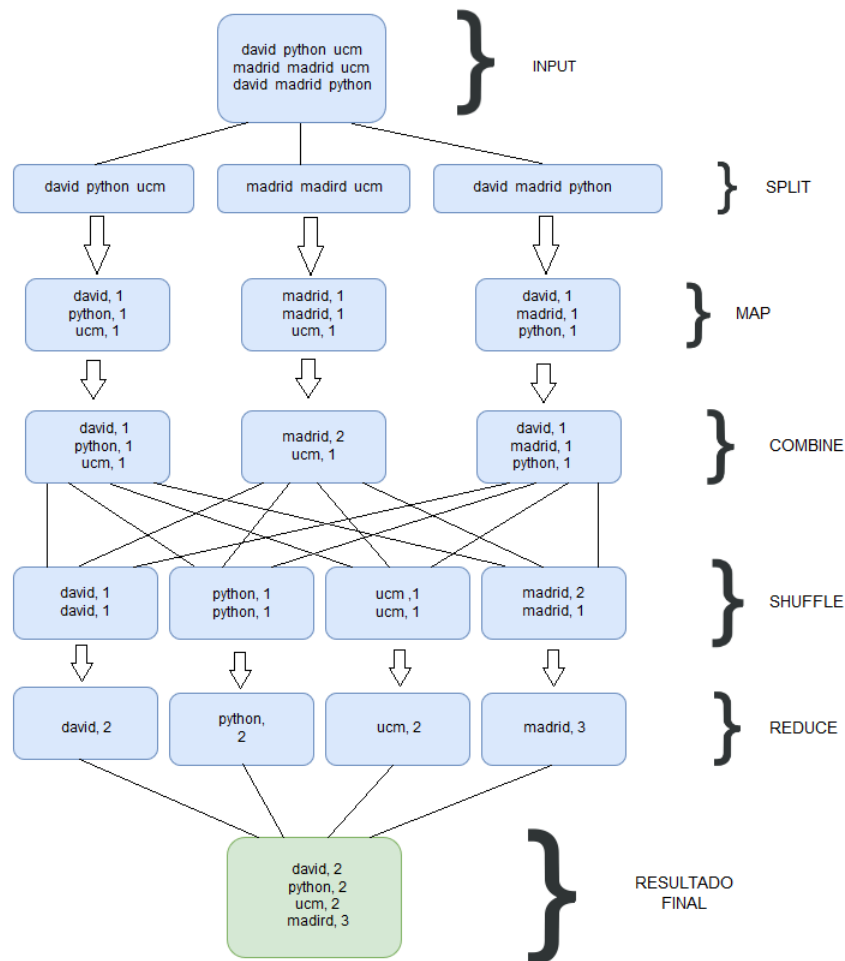 david python ucm
madrid madrid ucm
david madrid python
INPUT
david python ucm
madrid madird ucm
david madrid python
SPLIT
david, 1
python, 1
ucm, 1
madrid, 1
madrid, 1
ucm, 1
david, 1
madrid, 1
python, 1
MAP
david, 1
python, 1
ucm, 1
madrid, 2
ucm, 1
david, 1
madrid, 1
python, 1
COMBINE
david, 1
david, 1
python, 1
python, 1
ucm ,1
ucm, 1
madrid, 2
madrid, 1
SHUFFLE
david, 2
python,
2
ucm, 2
madrid, 3
REDUCE
david, 2
python, 2
ucm, 2
madird, 3
RESULTADO
FINAL